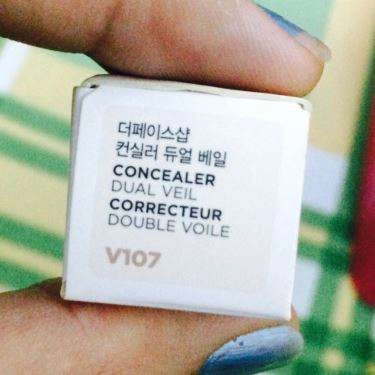 더페이스샵
컨실러 듀얼 베일
CONCEALER
DUAL VEIL
CORRECTEUR
DOUBLE VOILE
V107